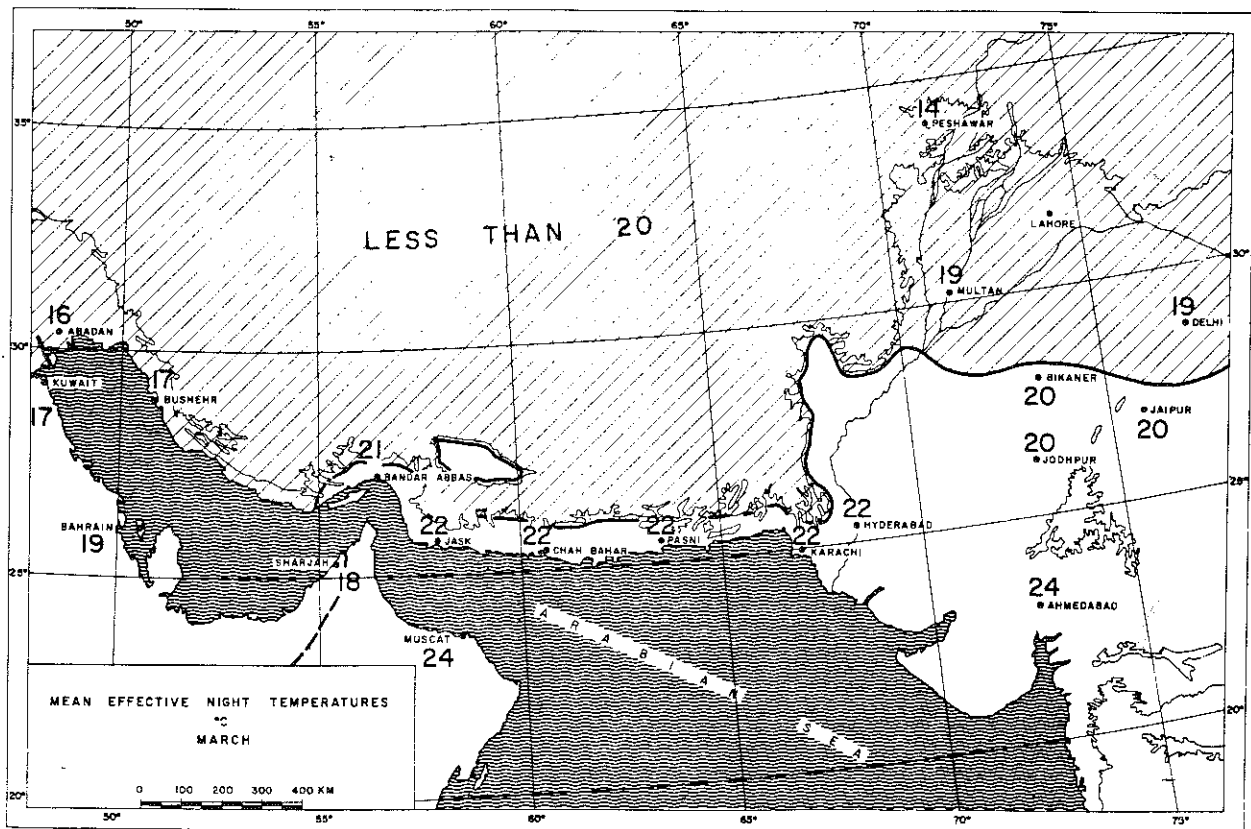 50°
55°
60°
65°
70°
75°
14
PESHAWAR
35°
35°
LAHORE
LESS THAN 20
30°
19
MULTAN
19
DELHI
16
ABADAN
30°
KUWAIT
17
17
BUSHEHR
BIKANER
20
JAIPUR
20
20
JODHPUR
21
BANDAR ABBAS
25°
22
HYDERABAD
BAHRAIN
19
22
JASK
22
CHAH BAHAR
22
PASNI
22
KARACHI
SHARJAH
18
25°
24
AHMEDABAD
MUSCAT
24
ARABIAN
SEA
20°
MEAN EFFECTIVE NIGHT TEMPERATURES
°C
MARCH
0 100 200 300 400 KM
20°
50°
55°
60°
65°
70°
75°